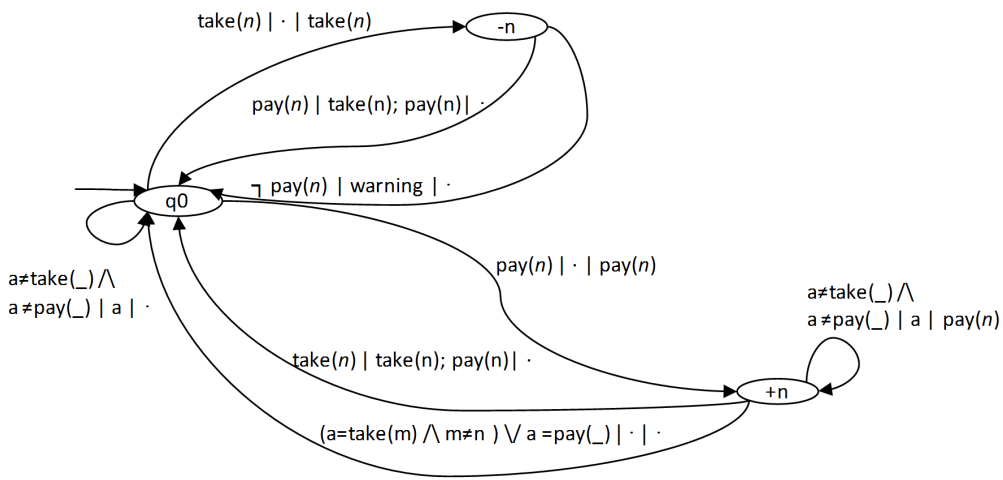 take(n) | · | take(n)
-n
pay(n) | take(n); pay(n)| ·
¬ pay(n) | warning | ·
q0
pay(n) | · | pay(n)
a≠take(_) /\
a≠pay(_) | a | ·
a≠take(_) /\
a≠pay(_) | a | pay(n)
take(n) | take(n); pay(n)| ·
+n
(a=take(m) /\ m≠n ) \/ a =pay(_) | · | ·